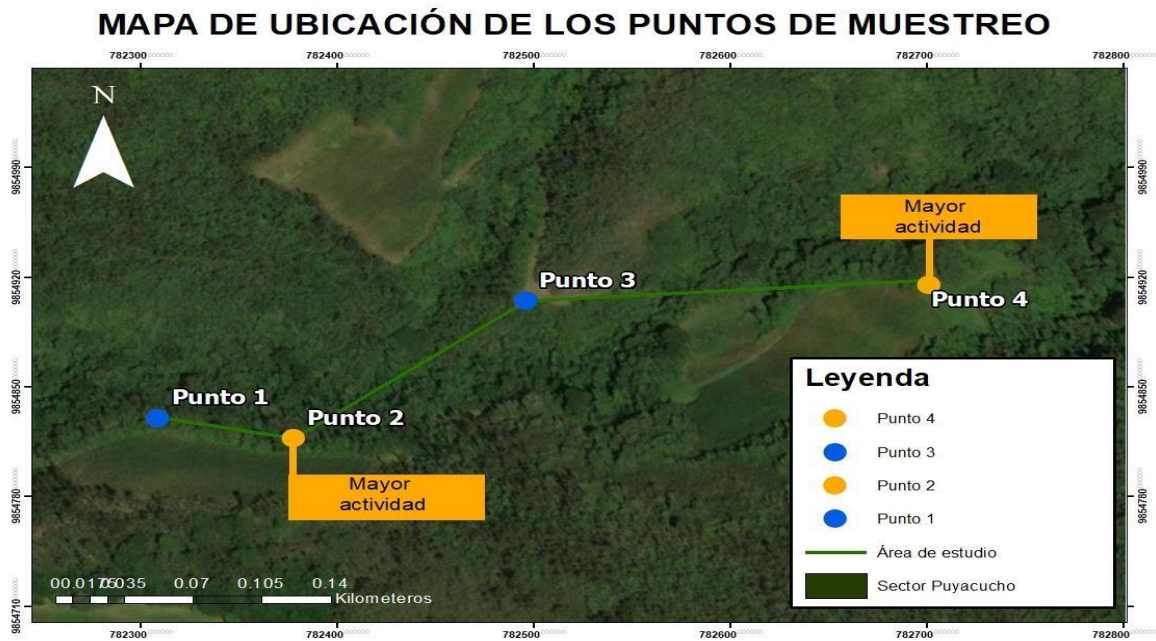 MAPA DE UBICACIÓN DE LOS PUNTOS DE MUESTREO
782300 782400 782500 782600 782700 782800
N
9854990 9854990
Mayor
actividad
9854920 9854920
Punto 3
Punto 4
9854850 9854850
Punto 1
Punto 2
Mayor
actividad
9854780 9854780
Leyenda
Punto 4
Punto 3
Punto 2
Punto 1
Área de estudio
Sector Puyacucho
0.07 0.105 0.14
Kilometeros
9854710 9854710
782300 782400 782500 782600 782700 782800